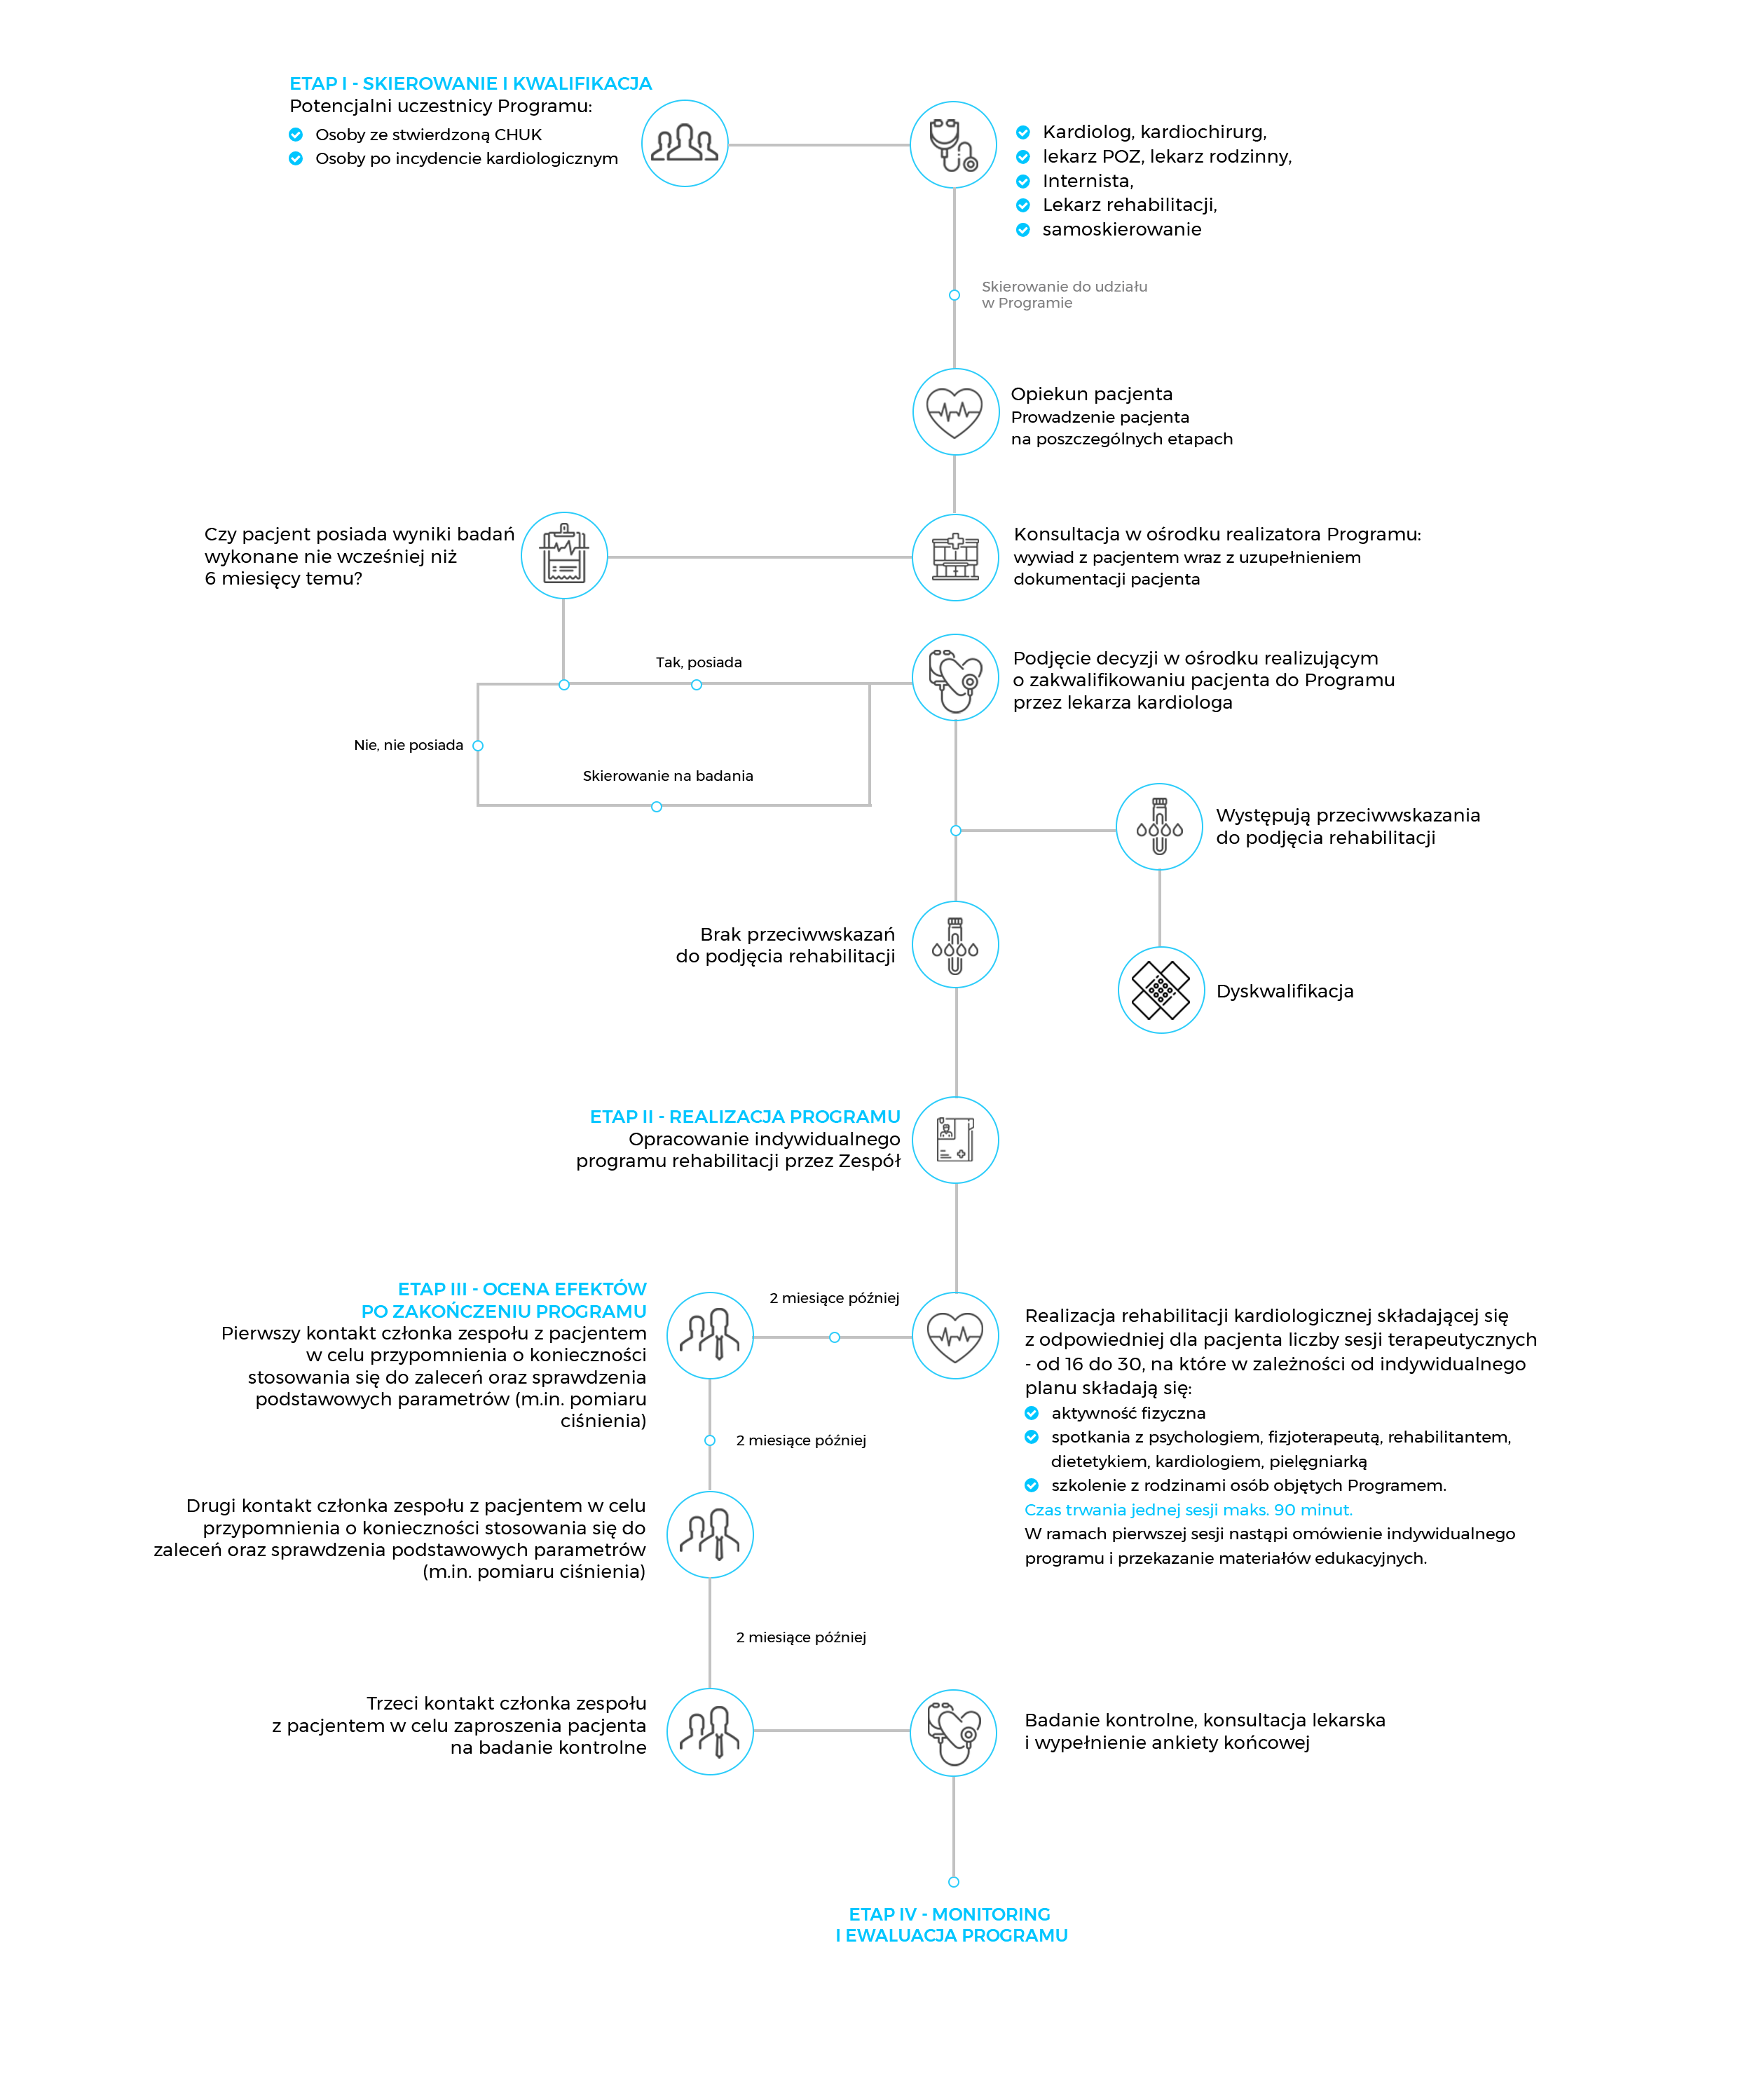 ETAP I - SKIEROWANIE I KWALIFIKACJA
Potencjalni uczestnicy Programu:
Osoby ze stwierdzoną CHUK
Osoby po incydencie kardiologicznym
Kardiolog, kardiochirurg,
lekarz POZ, lekarz rodzinny,
Internista,
Lekarz rehabilitacji,
samoskierowanie
Skierowanie do udziału
w Programie
Opiekun pacjenta
Prowadzenie pacjenta
na poszczególnych etapach
Czy pacjent posiada wyniki badań
wykonane nie wcześniej niż
6 miesięcy temu?
Konsultacja w ośrodku realizatora Programu:
wywiad z pacjentem wraz z uzupełnieniem
dokumentacji pacjenta
Tak, posiada
Nie, nie posiada
Skierowanie na badania
Podjęcie decyzji w ośrodku realizującym
o zakwalifikowaniu pacjenta do Programu
przez lekarza kardiologa
Występują przeciwwskazania
do podjęcia rehabilitacji
Brak przeciwwskazań
do podjęcia rehabilitacji
Dyskwalifikacja
ETAP II - REALIZACJA PROGRAMU
Opracowanie indywidualnego
programu rehabilitacji przez Zespół
ETAP III - OCENA EFEKTÓW
PO ZAKOŃCZENIU PROGRAMU
Pierwszy kontakt członka zespołu z pacjentem
w celu przypomnienia o konieczności
stosowania się do zaleceń oraz sprawdzenia
podstawowych parametrów (m.in. pomiaru
ciśnienia)
2 miesiące później
Realizacja rehabilitacji kardiologicznej składającej się
z odpowiedniej dla pacjenta liczby sesji terapeutycznych
- od 16 do 30, na które w zależności od indywidualnego
planu składają się:
aktywność fizyczna
spotkania z psychologiem, fizjoterapeutą, rehabilitantem,
dietetykiem, kardiologiem, pielęgniarką
szkolenie z rodzinami osób objętych Programem.
Czas trwania jednej sesji maks. 90 minut.
W ramach pierwszej sesji nastąpi omówienie indywidualnego
programu i przekazanie materiałów edukacyjnych.
2 miesiące później
Drugi kontakt członka zespołu z pacjentem w celu
przypomnienia o konieczności stosowania się do
zaleceń oraz sprawdzenia podstawowych parametrów
(m.in. pomiaru ciśnienia)
2 miesiące później
Trzeci kontakt członka zespołu
z pacjentem w celu zaproszenia pacjenta
na badanie kontrolne
Badanie kontrolne, konsultacja lekarska
i wypełnienie ankiety końcowej
ETAP IV - MONITORING
I EWALUACJA PROGRAMU